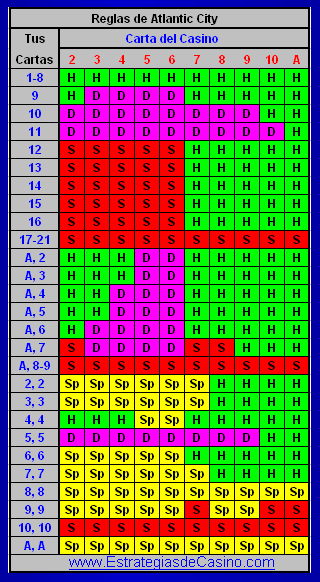 Reglas de Atlantic City
Tus Carta del Casino
Cartas 2 3 4 5 6 7 8 9 10 A
1-8 H H H H H H H H H H
9 H D D D D H H H H H
10 D D D D D D D D H H
11 D D D D D D D D D H
12 S S S S S H H H H H
13 S S S S S H H H H H
14 S S S S S H H H H H
15 S S S S S H H H H H
16 S S S S S H H H H H
17-21 S S S S S S S S S S
A, 2 H H H D D H H H H H
A, 3 H H H D D H H H H H
A, 4 H H D D D H H H H H
A, 5 H H D D D H H H H H
A, 6 H D D D D H H H H H
A, 7 S D D D D S S H H H
A, 8-9 S S S S S S S S S S
2, 2 Sp Sp Sp Sp Sp Sp H H H H
3, 3 Sp Sp Sp Sp Sp Sp H H H H
4, 4 H H H Sp Sp H H H H H
5, 5 D D D D D D D D H H
6, 6 Sp Sp Sp Sp Sp H H H H H
7, 7 Sp Sp Sp Sp Sp Sp H H H H
8, 8 Sp Sp Sp Sp Sp Sp Sp Sp Sp Sp
9, 9 Sp Sp Sp Sp Sp S Sp Sp S S
10, 10 S S S S S S S S S S
A, A Sp Sp Sp Sp Sp Sp Sp Sp Sp Sp
www.EstrategiasdeCasino.com